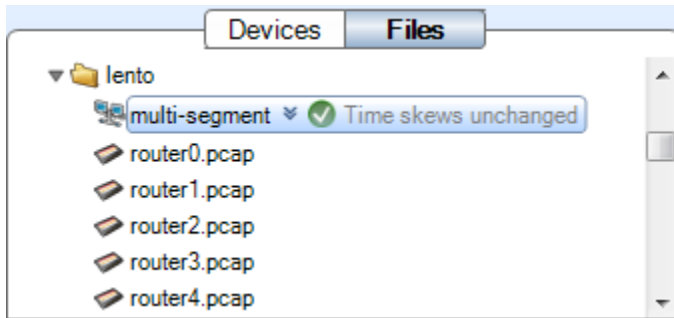 Devices Files
lento
multi-segment Time skews unchanged
router0.pcap
router1.pcap
router2.pcap
router3.pcap
router4.pcap